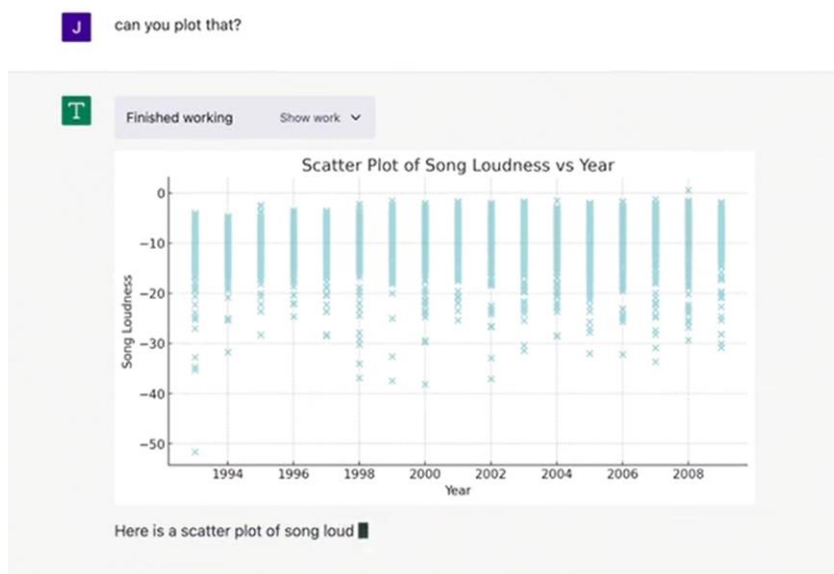 J
can you plot that?
T
Finished working Show work
Scatter Plot of Song Loudness vs Year
0
−10
−20
−30
−40
−50
Song Loudness
1994 1996 1998 2000 2002 2004 2006 2008
Year
Here is a scatter plot of song loud